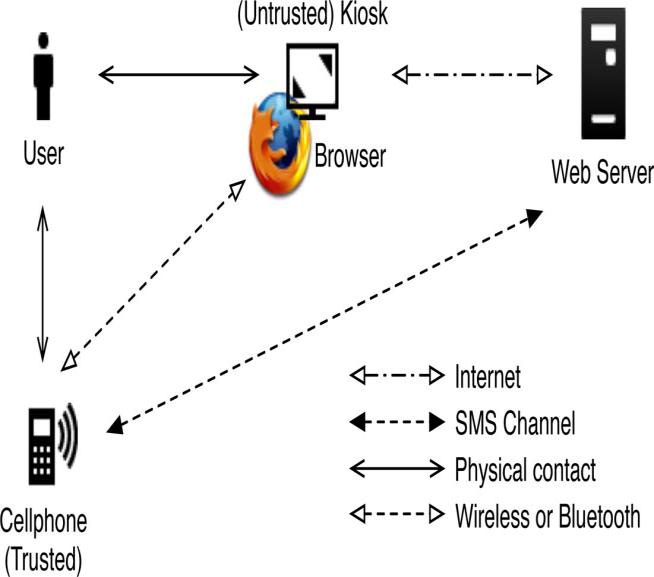 (Untrusted) Kiosk
User
Browser
Web Server
Internet
SMS Channel
Physical contact
Wireless or Bluetooth
Cellphone
(Trusted)